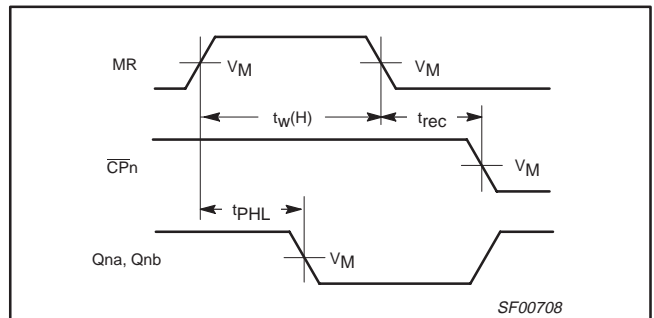 MR
VM
VM
tw(H)
trec
CPn
VM
tPHL
Qna, Qnb
VM
SF00708